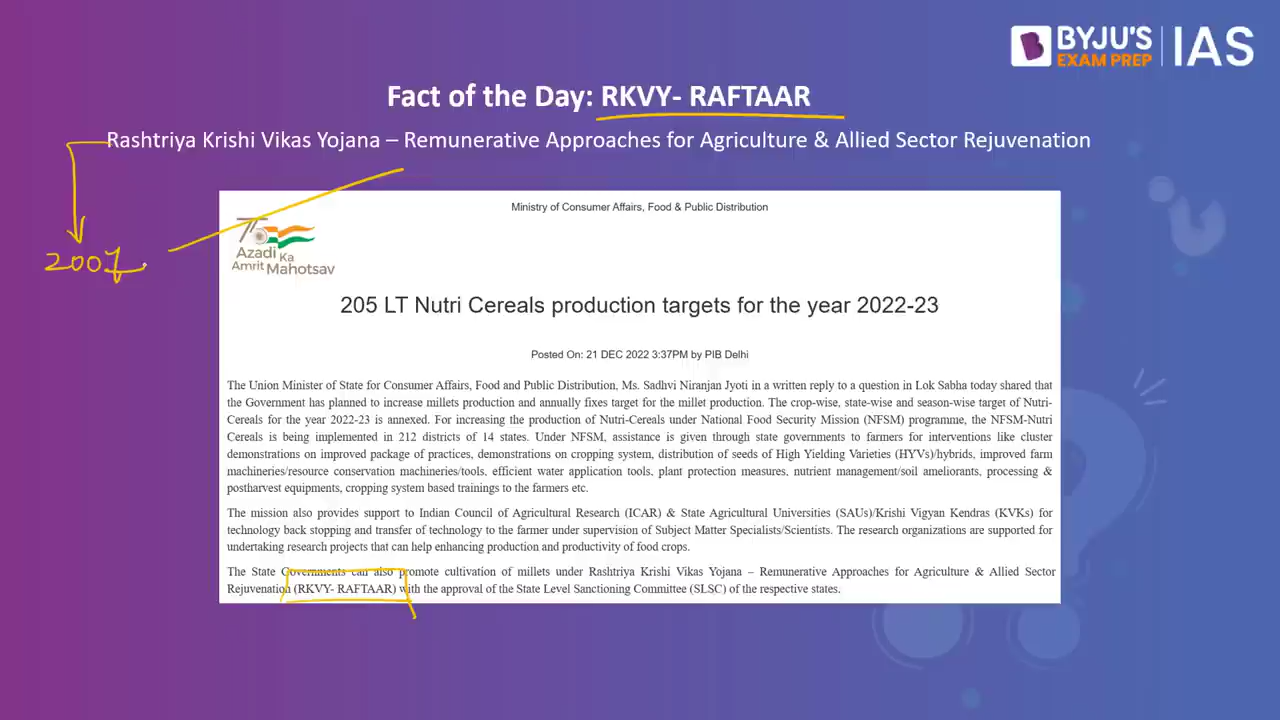 BYJU'S
EXAM PREP
IAS
Fact of the Day: RKVY- RAFTAAR
Rashtriya Krishi Vikas Yojana – Remunerative Approaches for Agriculture & Allied Sector Rejuvenation
2007
Ministry of Consumer Affairs, Food & Public Distribution
75
Azadi Ka
Amrit Mahotsav
205 LT Nutri Cereals production targets for the year 2022-23
Posted On: 21 DEC 2022 3:37PM by PIB Delhi
The Union Minister of State for Consumer Affairs, Food and Public Distribution, Ms. Sadhvi Niranjan Jyoti in a written reply to a question in Lok Sabha today shared that
the Government has planned to increase millets production and annually fixes target for the millet production. The crop-wise, state-wise and season-wise target of Nutri-
Cereals for the year 2022-23 is annexed. For increasing the production of Nutri-Cereals under National Food Security Mission (NFSM) programme, the NFSM-Nutri
Cereals is being implemented in 212 districts of 14 states. Under NFSM, assistance is given through state governments to farmers for interventions like cluster
demonstrations on improved package of practices, demonstrations on cropping system, distribution of seeds of High Yielding Varieties (HYVs)/hybrids, improved farm
machineries/resource conservation machineries/tools, efficient water application tools, plant protection measures, nutrient management/soil ameliorants, processing &
postharvest equipments, cropping system based trainings to the farmers etc.
The mission also provides support to Indian Council of Agricultural Research (ICAR) & State Agricultural Universities (SAUs)/Krishi Vigyan Kendras (KVKs) for
technology back stopping and transfer of technology to the farmer under supervision of Subject Matter Specialists/Scientists. The research organizations are supported for
undertaking research projects that can help enhancing production and productivity of food crops.
The State Governments can also promote cultivation of millets under Rashtriya Krishi Vikas Yojana – Remunerative Approaches for Agriculture & Allied Sector
Rejuvenation (RKVY- RAFTAAR) with the approval of the State Level Sanctioning Committee (SLSC) of the respective states.